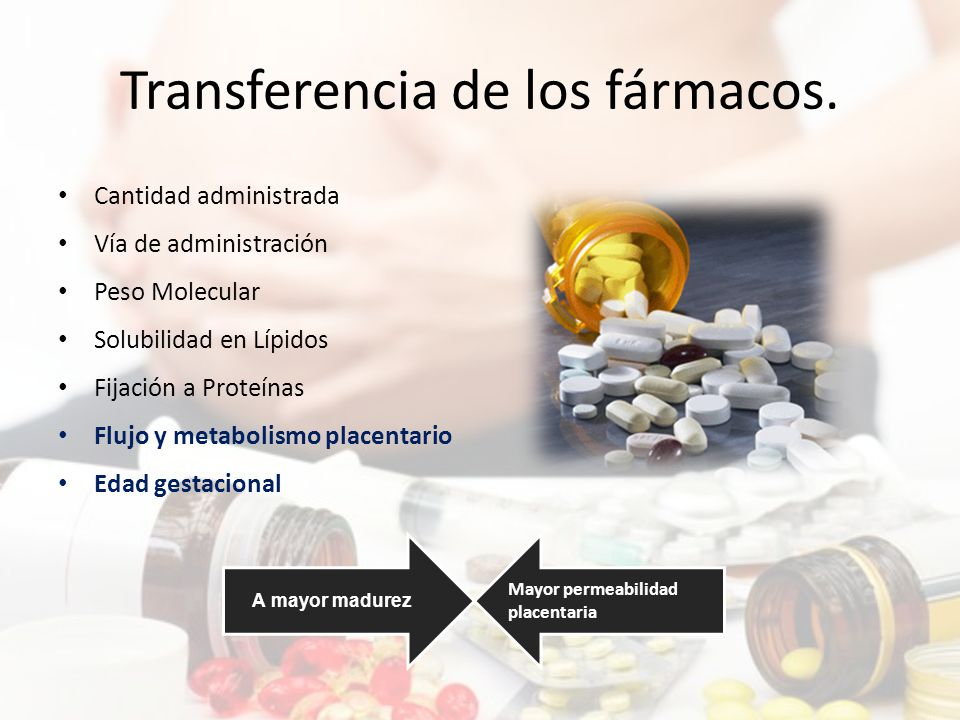 Transferencia de los fármacos.
• Cantidad administrada
• Vía de administración
• Peso Molecular
• Solubilidad en Lípidos
• Fijación a Proteínas
• Flujo y metabolismo placentario
• Edad gestacional
A mayor madurez
Mayor permeabilidad
placentaria